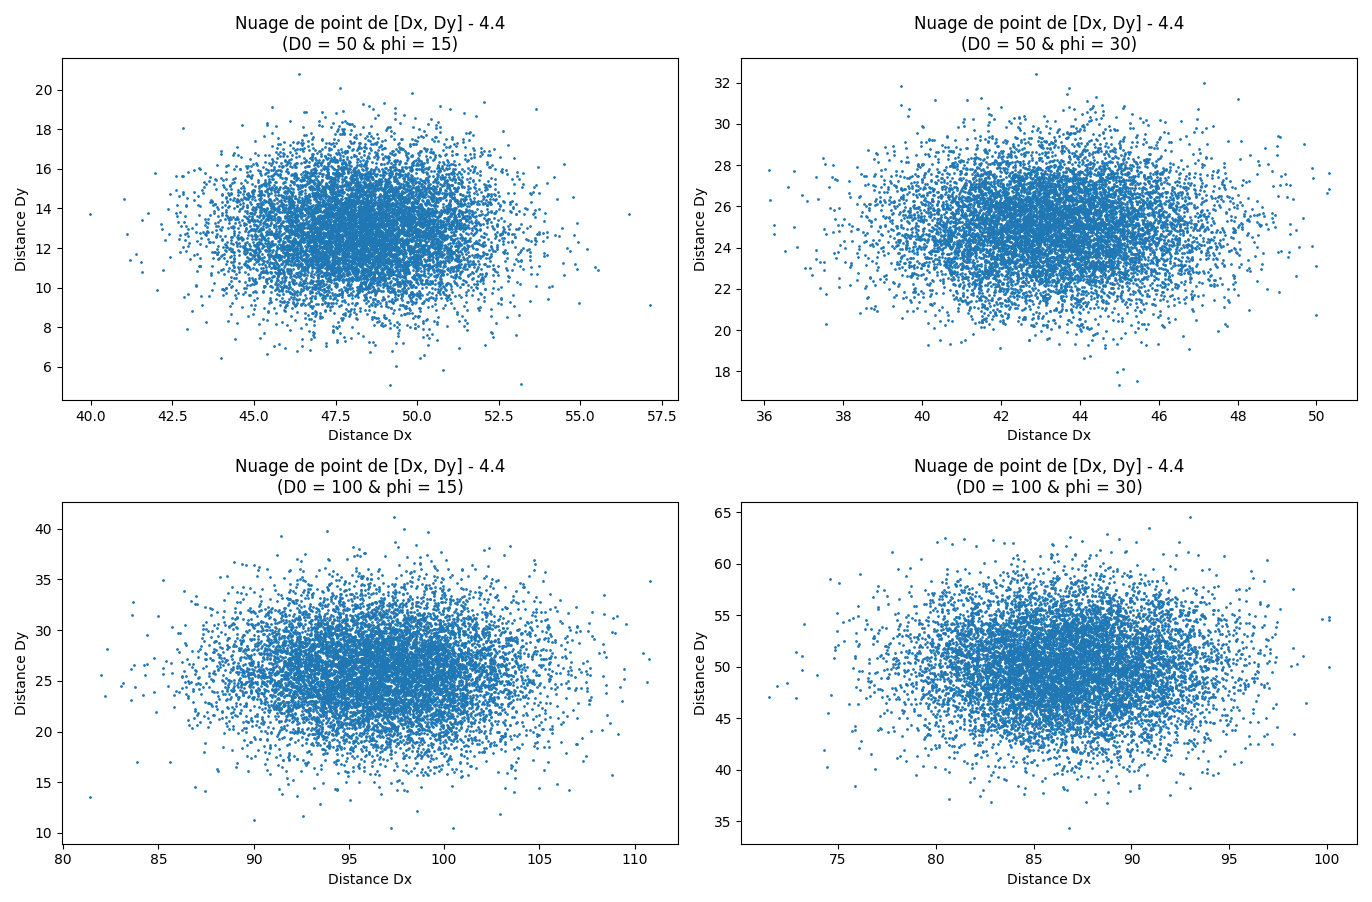 Nuage de point de [Dx, Dy] - 4.4
(D0 = 50 & phi = 15)
20
18
16
14
12
10
8
6
40.0 42.5 45.0 47.5 50.0 52.5 55.0 57.5
Distance Dx
Distance Dy
Nuage de point de [Dx, Dy] - 4.4
(D0 = 50 & phi = 30)
32
30
28
26
24
22
20
18
36 38 40 42 44 46 48 50
Distance Dx
Distance Dy
Nuage de point de [Dx, Dy] - 4.4
(D0 = 100 & phi = 15)
40
35
30
25
20
15
10
80 85 90 95 100 105 110
Distance Dx
Distance Dy
Nuage de point de [Dx, Dy] - 4.4
(D0 = 100 & phi = 30)
65
60
55
50
45
40
35
75 80 85 90 95 100
Distance Dx
Distance Dy